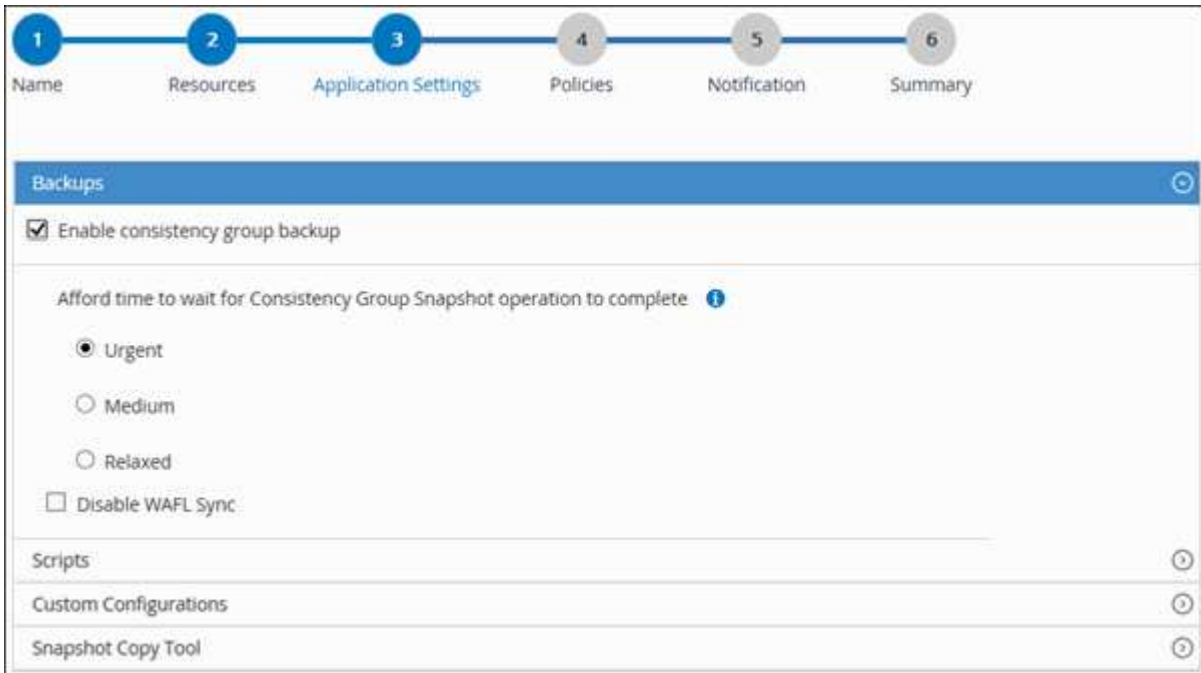 1 2 3 4 5 6
Name Resources Application Settings Policies Notification Summary
Backups
Enable consistency group backup
Afford time to wait for Consistency Group Snapshot operation to complete
Urgent
Medium
Relaxed
Disable WAFL Sync
Scripts
Custom Configurations
Snapshot Copy Tool